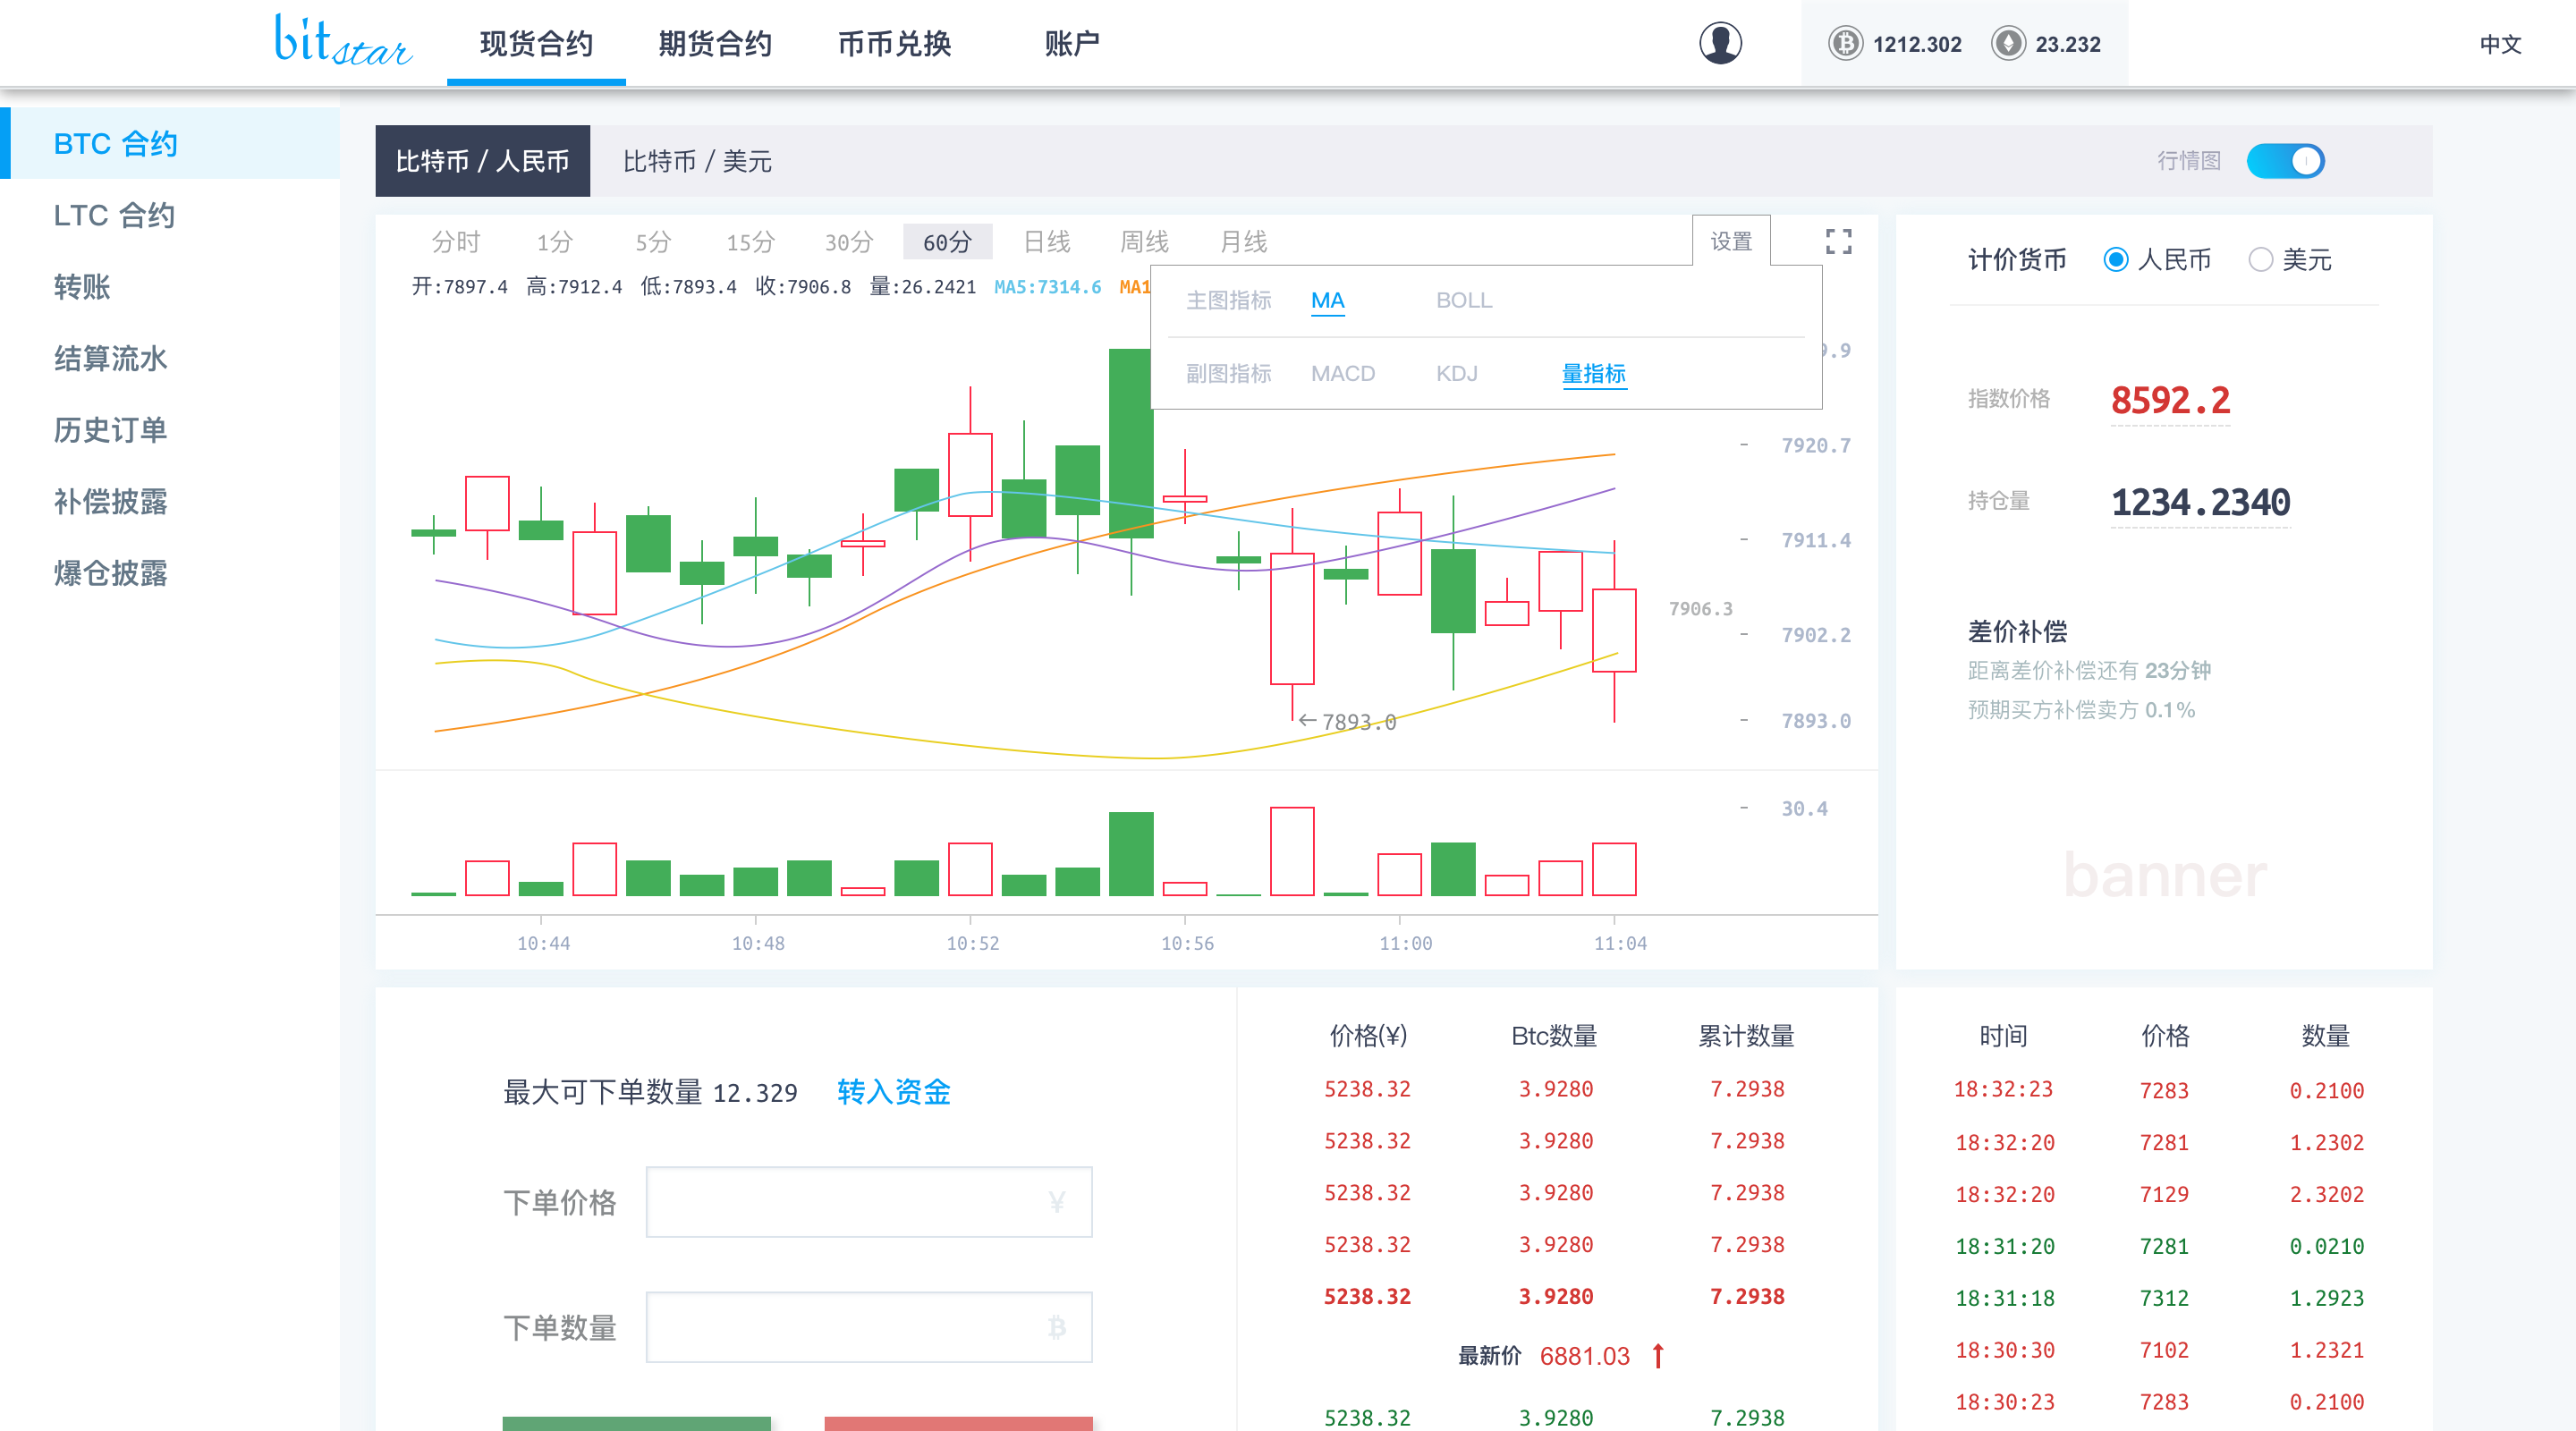 bitstar 现货合约 期货合约 币币兑换 账户 1212.302 23.232 中文
BTC 合约
LTC 合约
转账
结算流水
历史订单
补偿披露
爆仓披露
比特币 / 人民币 比特币 / 美元 行情图
分时 1分 5分 15分 30分 60分 日线 周线 月线 设置
开:7897.4 高:7912.4 低:7893.4 收:7906.8 量:26.2421 MA5:7314.6 MA1
主图指标 MA BOLL
副图指标 MACD KDJ 量指标
9.9
7920.7
7911.4
7906.3
7902.2
←7893.0
7893.0
30.4
10:44 10:48 10:52 10:56 11:00 11:04
计价货币 人民币 美元
指数价格 8592.2
持仓量 1234.2340
差价补偿
距离差价补偿还有 23分钟
预期买方补偿卖方 0.1%
banner
最大可下单数量 12.329 转入资金
下单价格 ¥
下单数量 ₿
价格(¥) Btc数量 累计数量
5238.32 3.9280 7.2938
5238.32 3.9280 7.2938
5238.32 3.9280 7.2938
5238.32 3.9280 7.2938
5238.32 3.9280 7.2938
最新价 6881.03 ↑
5238.32 3.9280 7.2938
时间 价格 数量
18:32:23 7283 0.2100
18:32:20 7281 1.2302
18:32:20 7129 2.3202
18:31:20 7281 0.0210
18:31:18 7312 1.2923
18:30:30 7102 1.2321
18:30:23 7283 0.2100